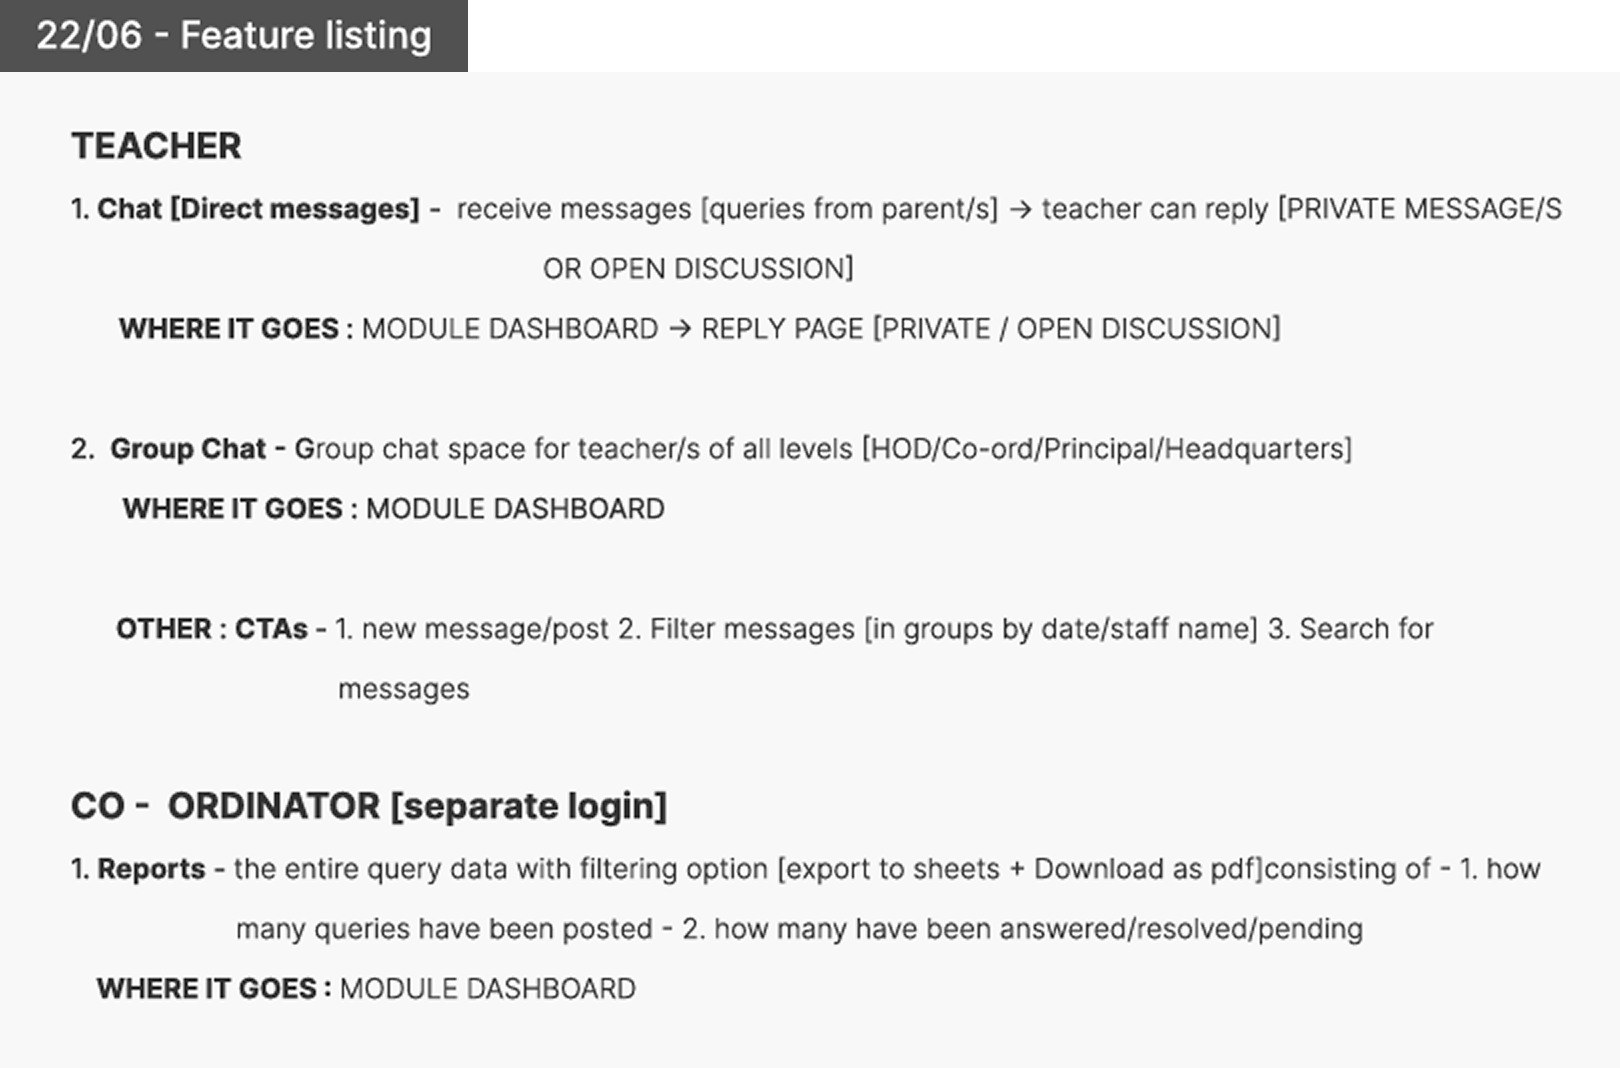 22/06 - Feature listing
TEACHER
1. Chat [Direct messages] - receive messages [queries from parent/s] → teacher can reply [PRIVATE MESSAGE/S
OR OPEN DISCUSSION]
WHERE IT GOES : MODULE DASHBOARD → REPLY PAGE [PRIVATE / OPEN DISCUSSION]
2. Group Chat - Group chat space for teacher/s of all levels [HOD/Co-ord/Principal/Headquarters]
WHERE IT GOES : MODULE DASHBOARD
OTHER : CTAs - 1. new message/post 2. Filter messages [in groups by date/staff name] 3. Search for
messages
CO - ORDINATOR [separate login]
1. Reports - the entire query data with filtering option [export to sheets + Download as pdf]consisting of - 1. how
many queries have been posted - 2. how many have been answered/resolved/pending
WHERE IT GOES : MODULE DASHBOARD